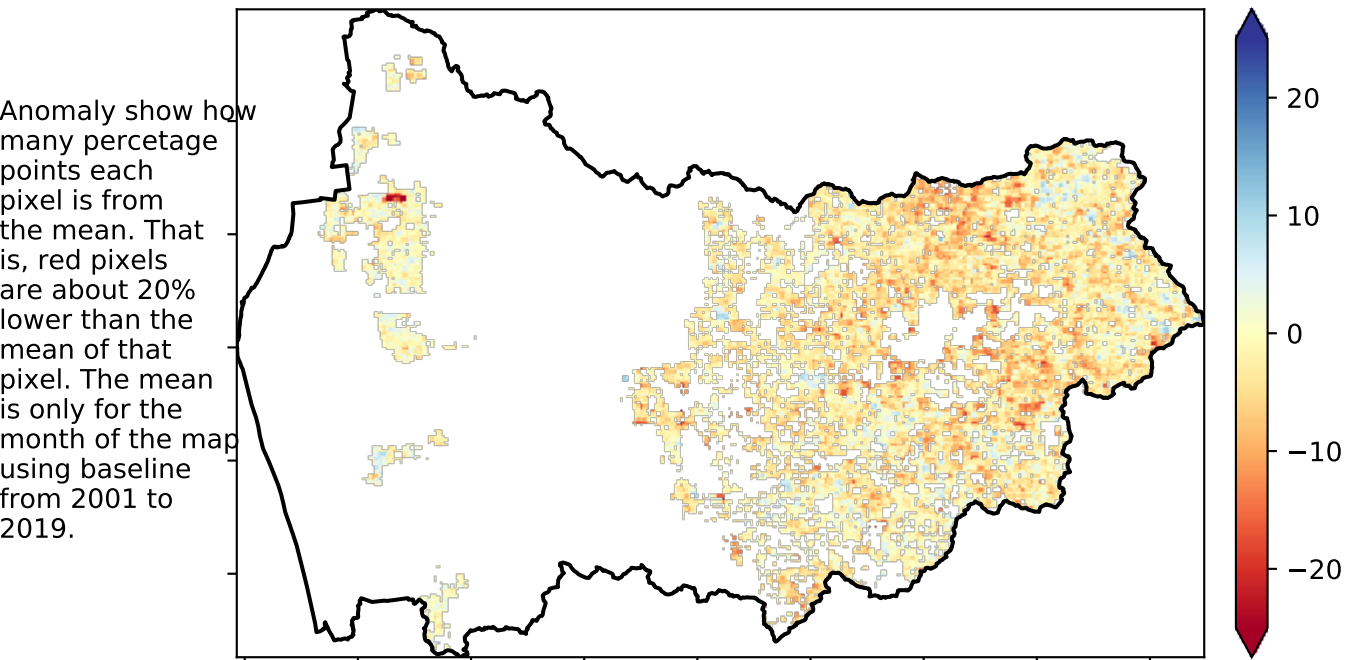 Anomaly show how
many percetage
points each
pixel is from
the mean. That
is, red pixels
are about 20%
lower than the
mean of that
pixel. The mean
is only for the
month of the map
using baseline
from 2001 to
2019.
20
10
0
−10
−20